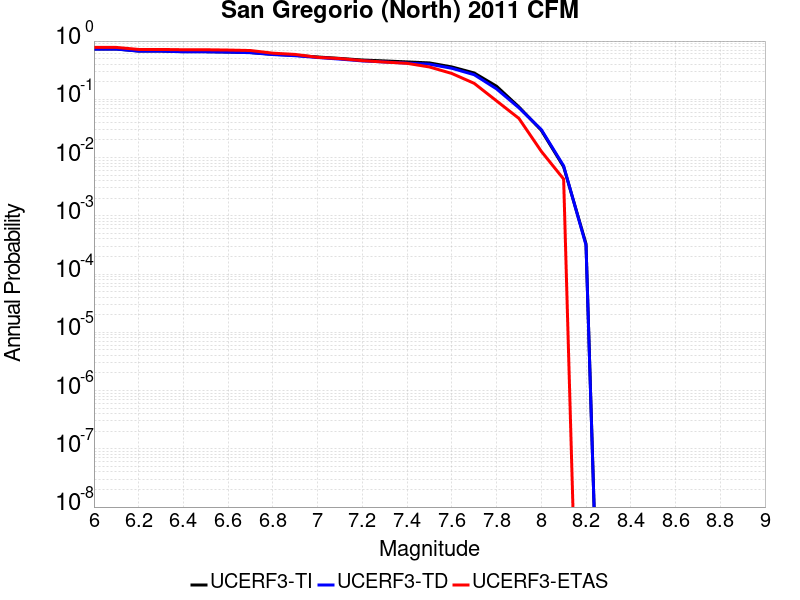 San Gregorio (North) 2011 CFM
10^0
10^-1
10^-2
10^-3
10^-4
10^-5
10^-6
10^-7
10^-8
Annual Probability
6 6.2 6.4 6.6 6.8 7 7.2 7.4 7.6 7.8 8 8.2 8.4 8.6 8.8 9
Magnitude
UCERF3-TI UCERF3-TD UCERF3-ETAS